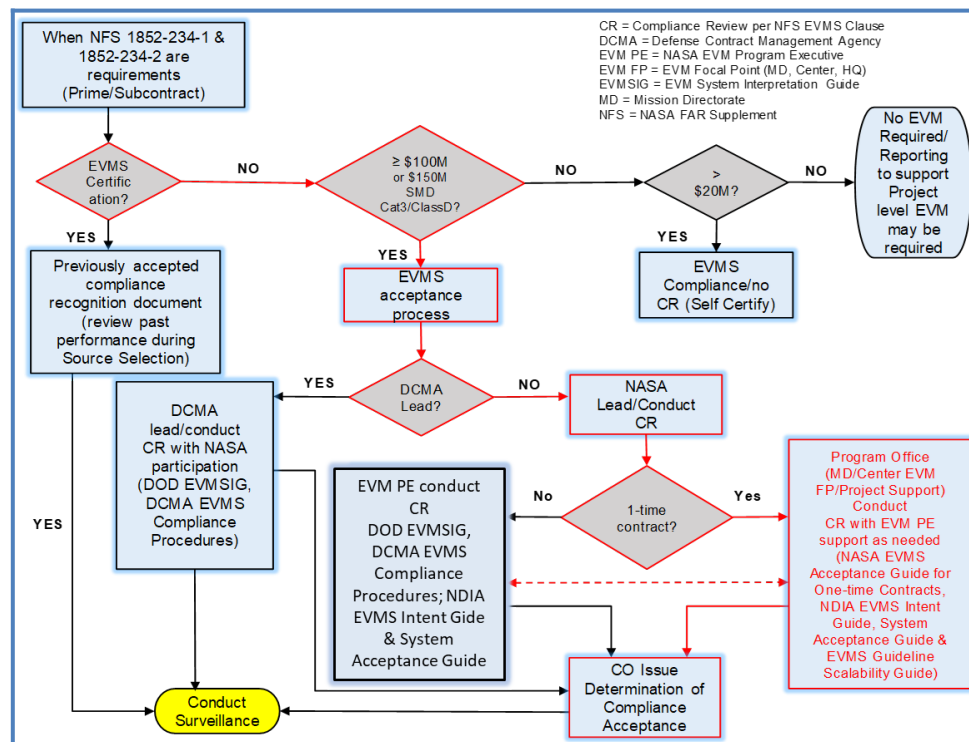 When NFS 1852-234-1 &
1852-234-2 are
requirements
(Prime/Subcontract)
CR = Compliance Review per NFS EVMS Clause
DCMA = Defense Contract Management Agency
EVM PE = NASA EVM Program Executive
EVM FP = EVM Focal Point (MD, Center, HQ)
EVMSIG = EVM System Interpretation Guide
MD = Mission Directorate
NFS = NASA FAR Supplement
EVMS
Certific
ation?
NO
≥ $100M
or $150M
SMD
Cat3/ClassD?
NO
>
$20M?
NO
No EVM
Required/
Reporting
to support
Project
level EVM
may be
required
YES
YES
YES
Previously accepted
compliance
recognition document
(review past
performance during
Source Selection)
EVMS
acceptance
process
EVMS
Compliance/no
CR (Self Certify)
YES
DCMA
Lead?
NO
NASA
Lead/Conduct
CR
DCMA
lead/conduct
CR with NASA
participation
(DOD EVMSIG,
DCMA EVMS
Compliance
Procedures)
YES
EVM PE conduct
CR
DOD EVMSIG,
DCMA EVMS
Compliance
Procedures; NDIA
EVMS Intent Gide
& System
Acceptance Guide
No
1-time
contract?
Yes
Program Office
(MD/Center EVM
FP/Project Support)
Conduct
CR with EVM PE
support as needed
(NASA EVMS
Acceptance Guide for
One-time Contracts,
NDIA EVMS Intent
Guide, System
Acceptance Guide &
EVMS Guideline
Scalability Guide)
Conduct
Surveillance
CO Issue
Determination of
Compliance
Acceptance